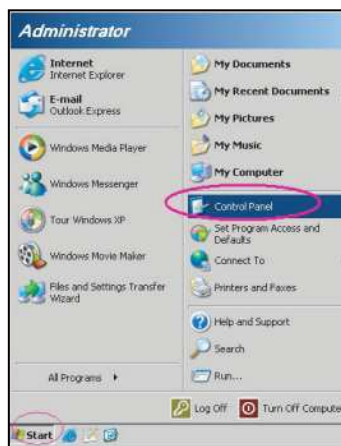 Administrator
Internet
Internet Explorer
E-mail
Outlook Express
Windows Media Player
Windows Messenger
Tour Windows XP
Windows Movie Maker
Files and Settings Transfer
Wizard
All Programs
My Documents
My Recent Documents
My Pictures
My Music
My Computer
Control Panel
Set Program Access and
Defaults
Connect To
Printers and Faxes
Help and Support
Search
Run...
Log Off
Turn Off Compute
Start